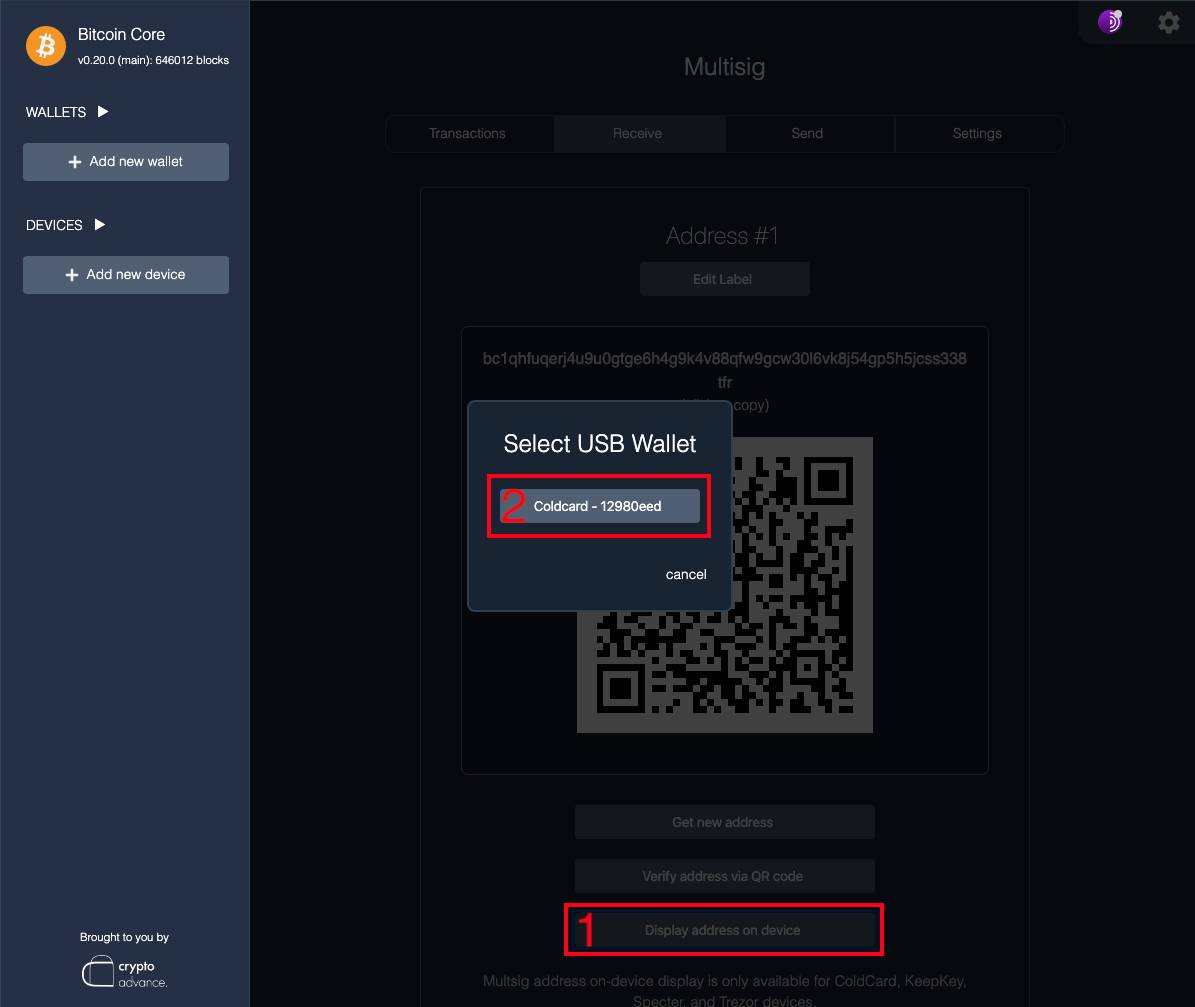 Bitcoin Core
v0.20.0 (main): 646012 blocks
WALLETS
Add new wallet
DEVICES
Add new device
Brought to you by
crypto
advance.
Multisig
Transactions
Receive
Send
Settings
Address #1
Edit Label
bc1qhfuqerj4u9u0gtge6h4g9k4v88qfw9gcw30l6vk8j54gp5h5jcss338
tfr
copy)
Select USB Wallet
2
Coldcard - 12980eed
cancel
Get new address
Verify address via QR code
1
Display address on device
Multsig address on-device display is only available for ColdCard, KeepKey,
Specter, and Trezor devices.